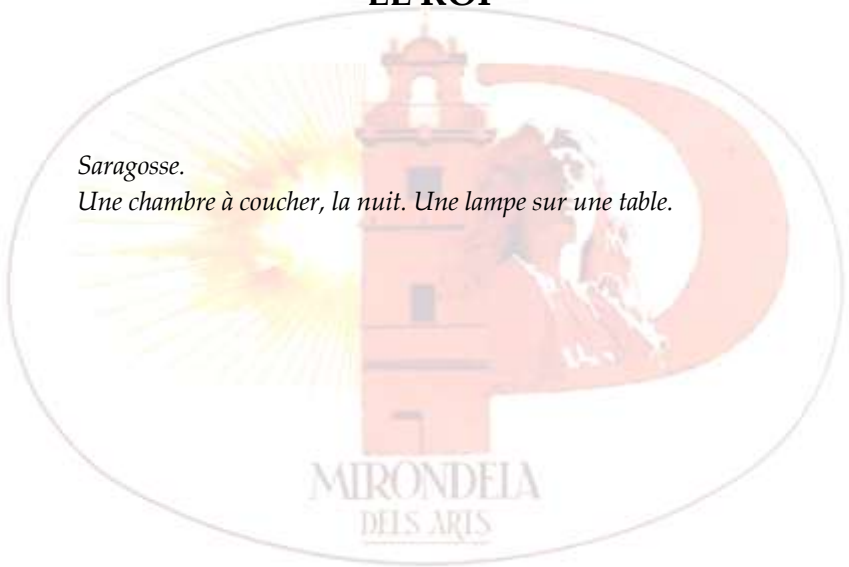 LE ROI
Saragosse.
Une chambre à coucher, la nuit. Une lampe sur une table.
MIRONDELA
DELS ARTS